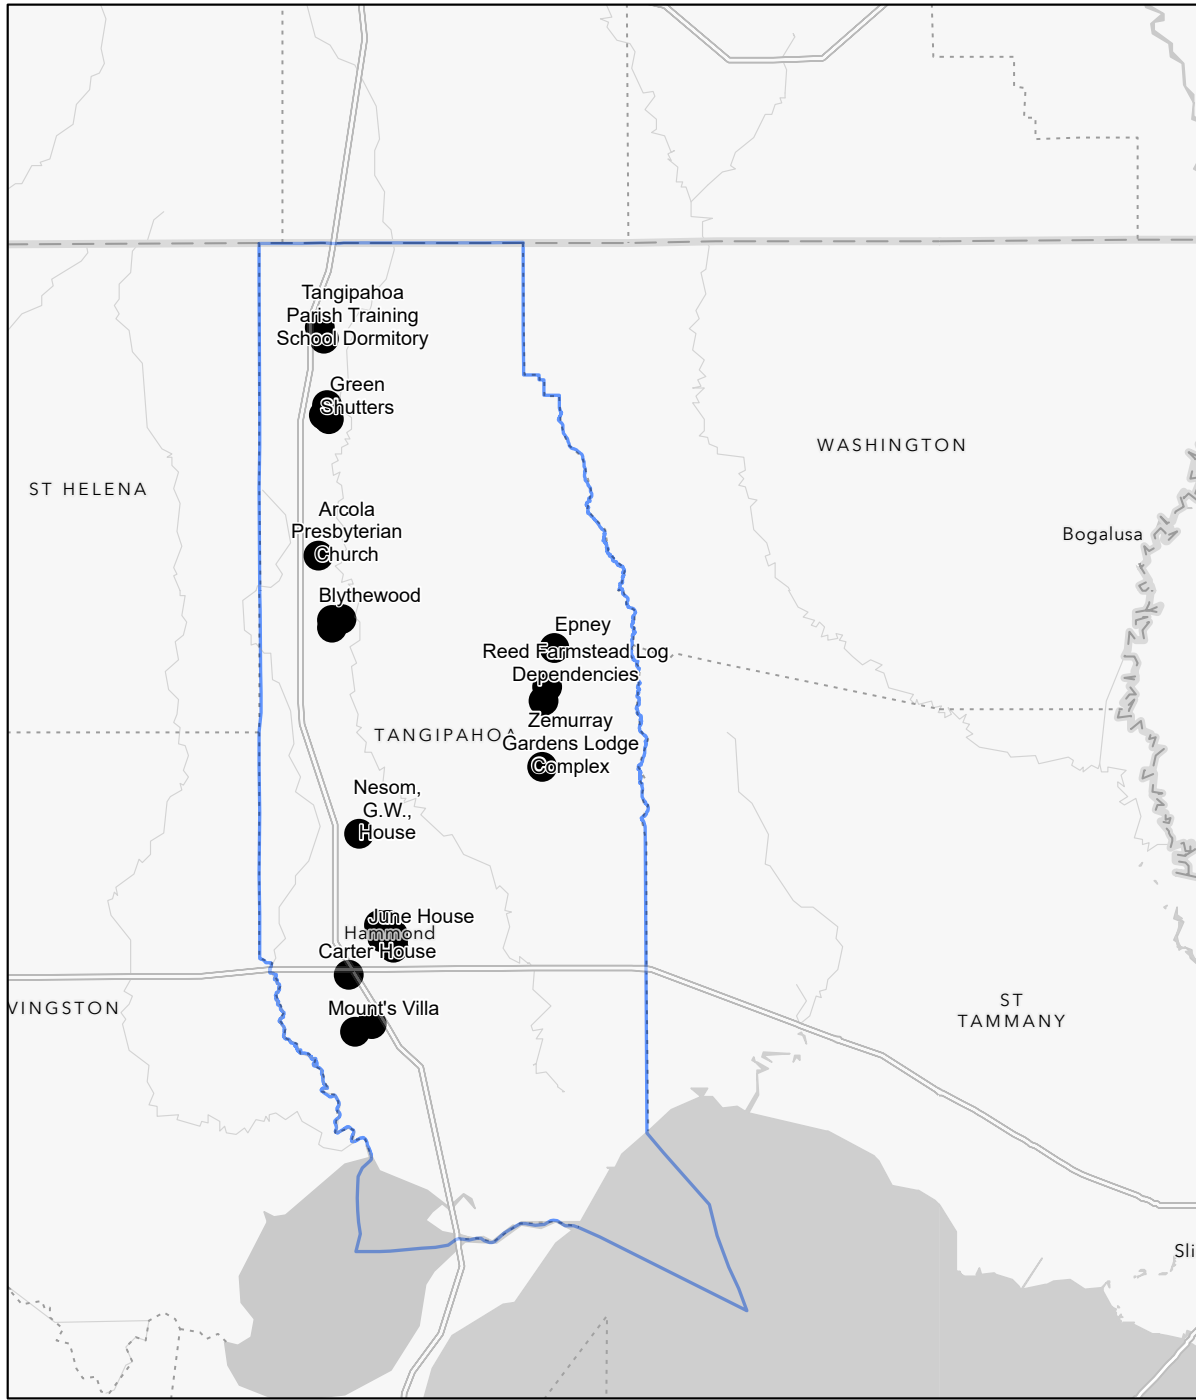 Tangipahoa
Parish Training
School Dormitory
Green
Shutters
WASHINGTON
ST HELENA
Arcola
Presbyterian
Church
Bogalusa
Blythewood
Epney
Reed Farmstead Log
Dependencies
Zemurray
Gardens Lodge
Complex
TANGIPAHOA
Nesom,
G.W.,
House
June House
Hammond
Carter House
Mount's Villa
VINGSTON
ST
TAMMANY
Sli